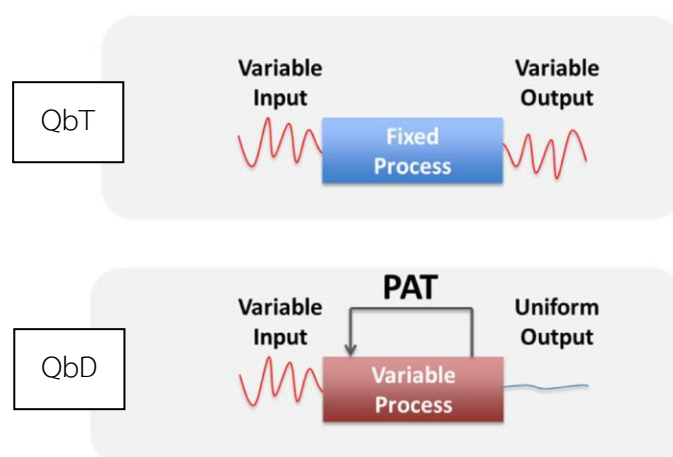 QbT
Variable
Input
Fixed
Process
Variable
Output
QbD
PAT
Variable
Input
Variable
Process
Uniform
Output